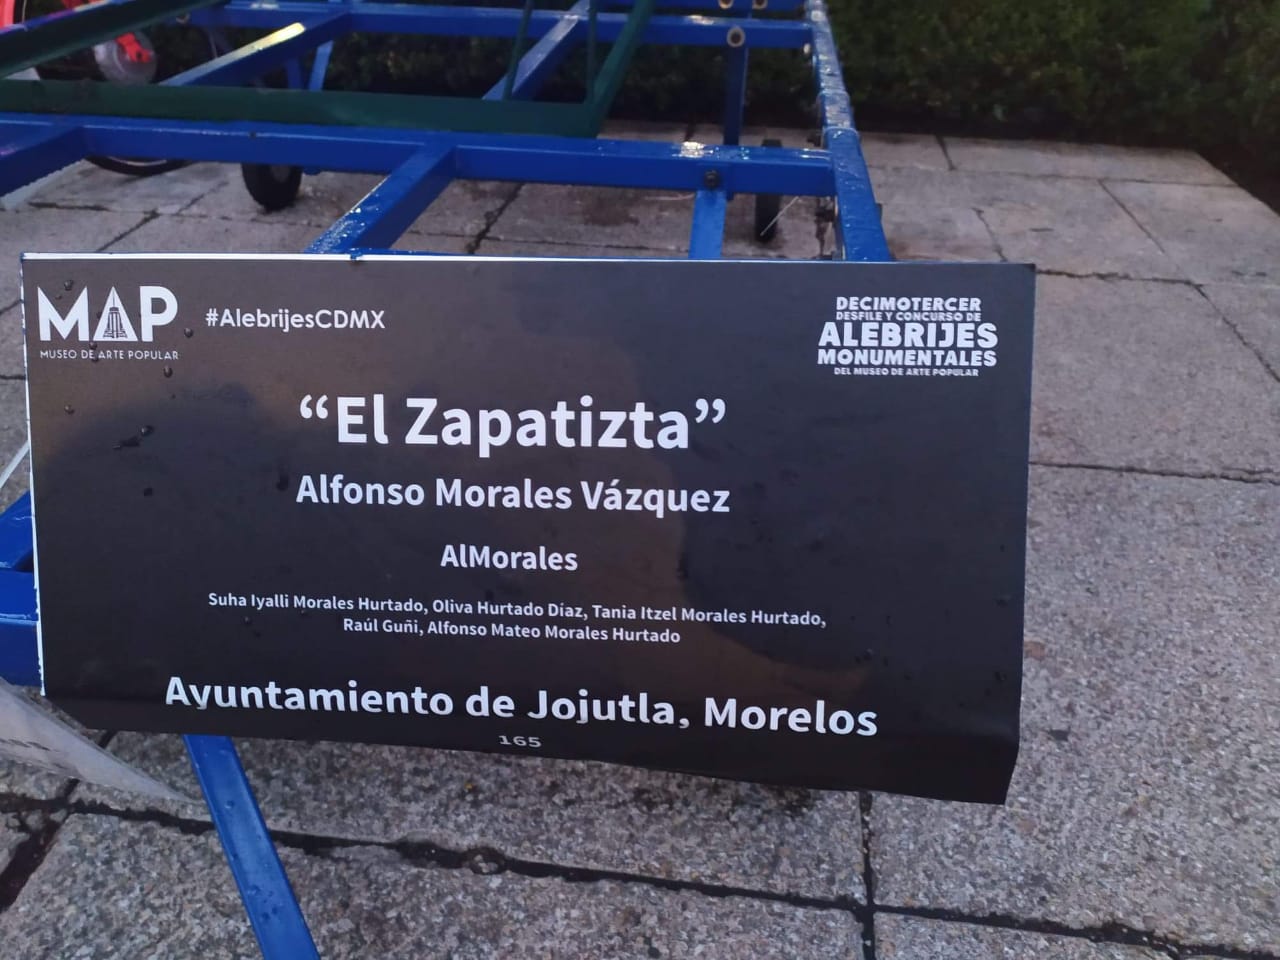 MAP
MUSEO DE ARTE POPULAR
#AlebrijesCDMX
DECIMOTERCER
DESFILE Y CONCURSO DE
ALEBRIJES
MONUMENTALES
DEL MUSEO DE ARTE POPULAR
“El Zapatizta”
Alfonso Morales Vázquez
AlMorales
Suha Iyalli Morales Hurtado, Oliva Hurtado Díaz, Tania Itzel Morales Hurtado,
Raúl Guñi, Alfonso Mateo Morales Hurtado
Ayuntamiento de Jojutla, Morelos
165